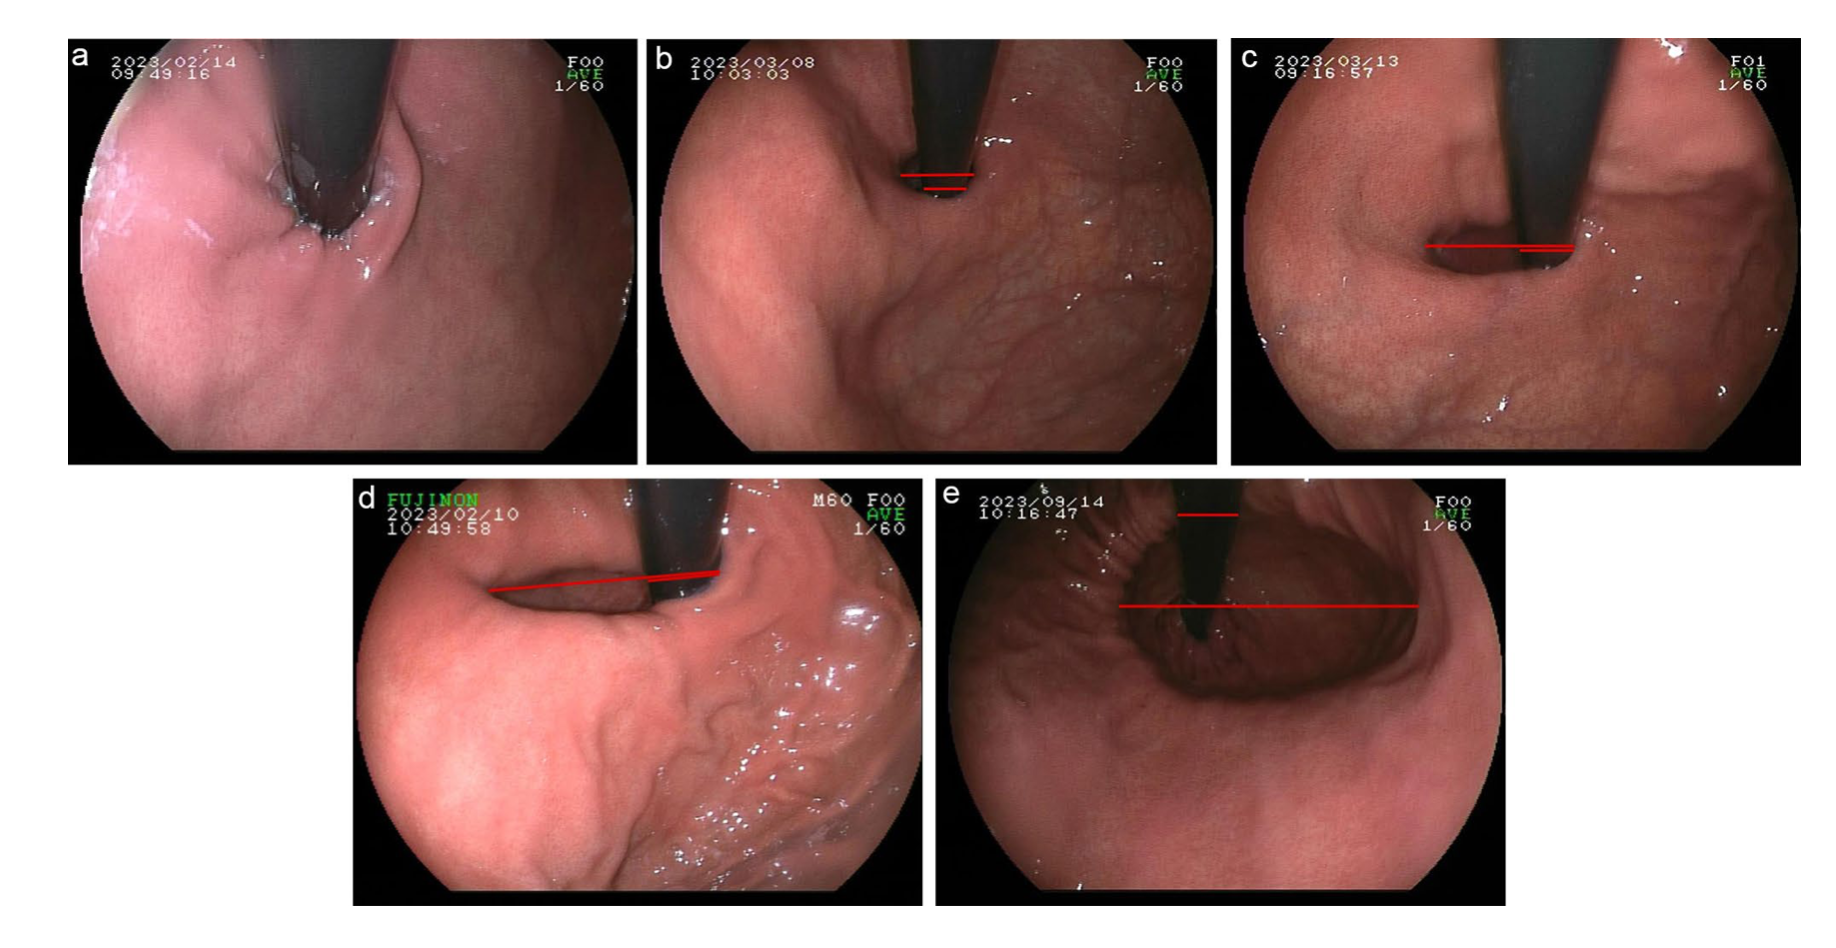 a
2023/02/14
09:49:16
F00
AVE
1/60
b
2023/03/08
10:03:03
F00
AVE
1/60
c
2023/03/13
09:16:57
F01
AVE
1/60
d
FUJINON
2023/02/10
10:49:58
M60 F00
AVE
1/60
e
2023/09/14
10:16:47
F00
AVE
1/60